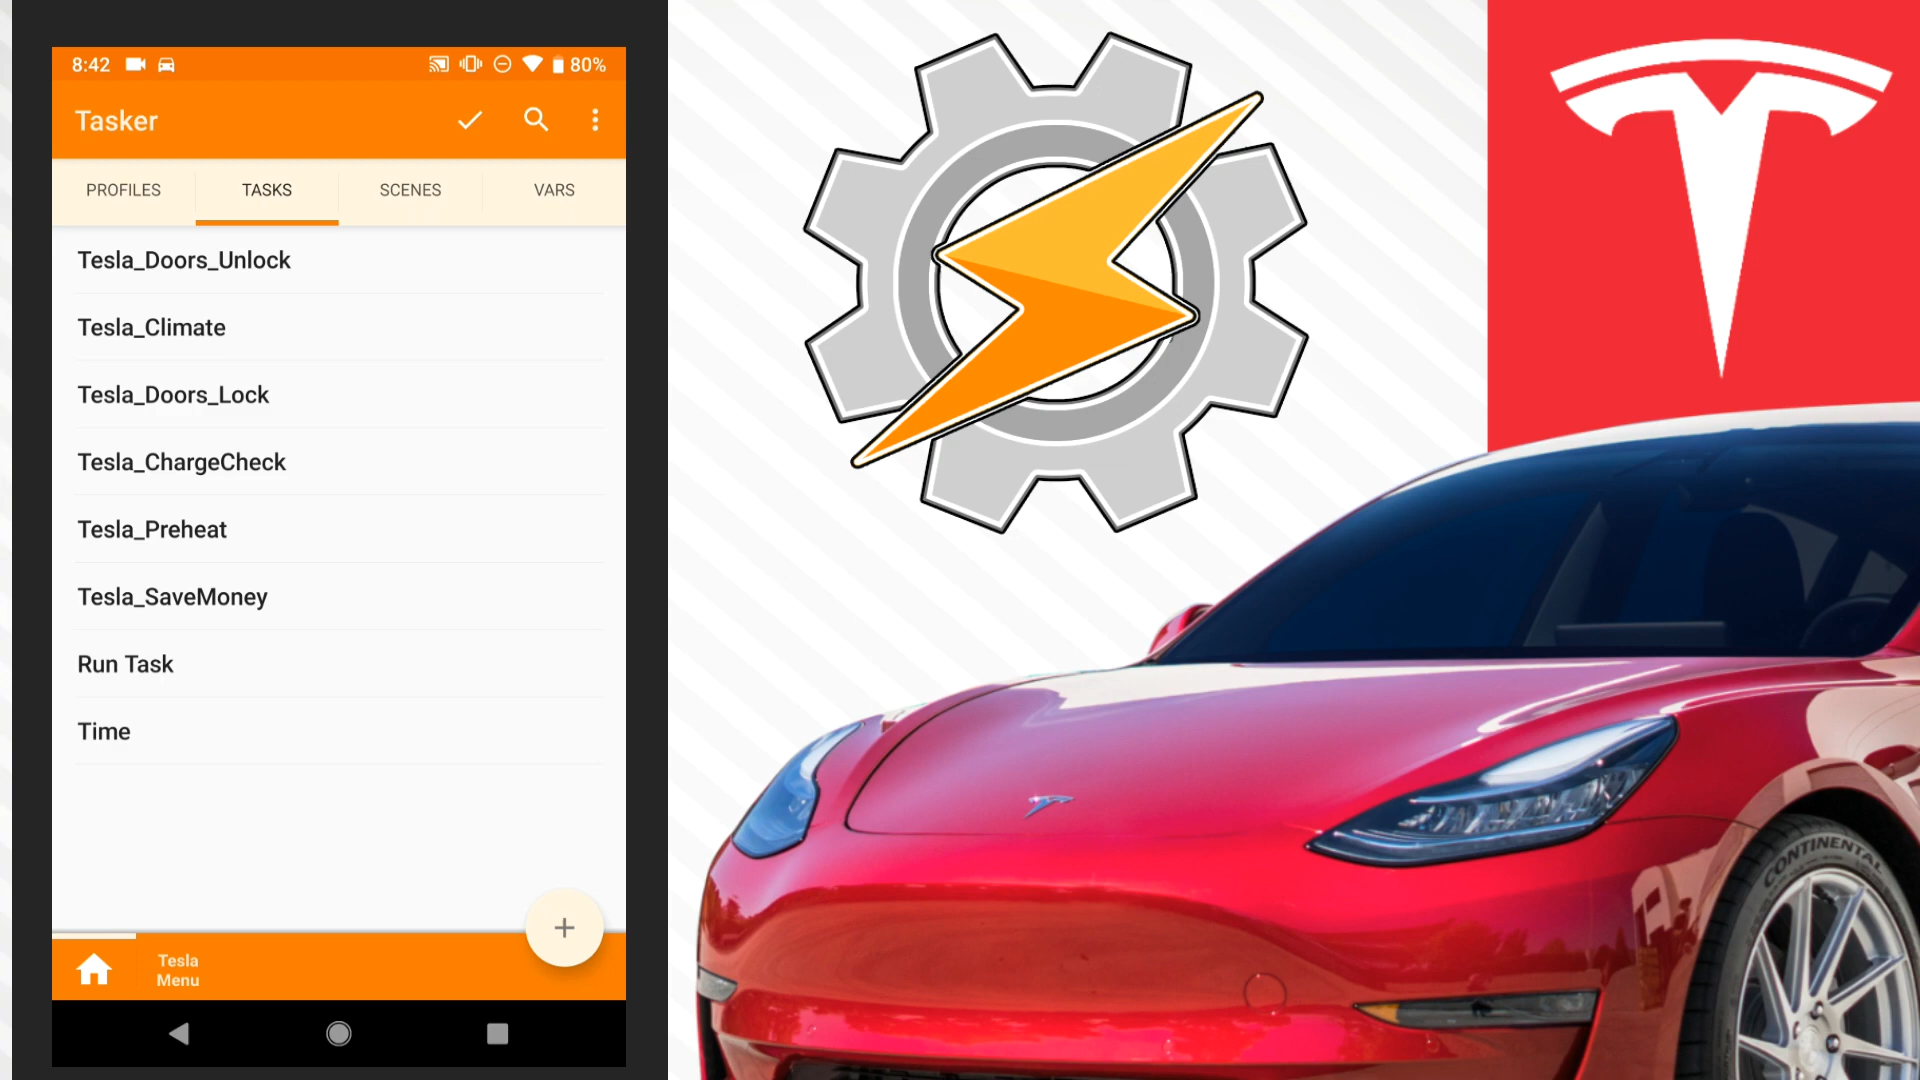 8:42
80%
Tasker
PROFILES
TASKS
SCENES
VARS
Tesla_Doors_Unlock
Tesla_Climate
Tesla_Doors_Lock
Tesla_ChargeCheck
Tesla_Preheat
Tesla_SaveMoney
Run Task
Time
Tesla
Menu
CONTINENTAL